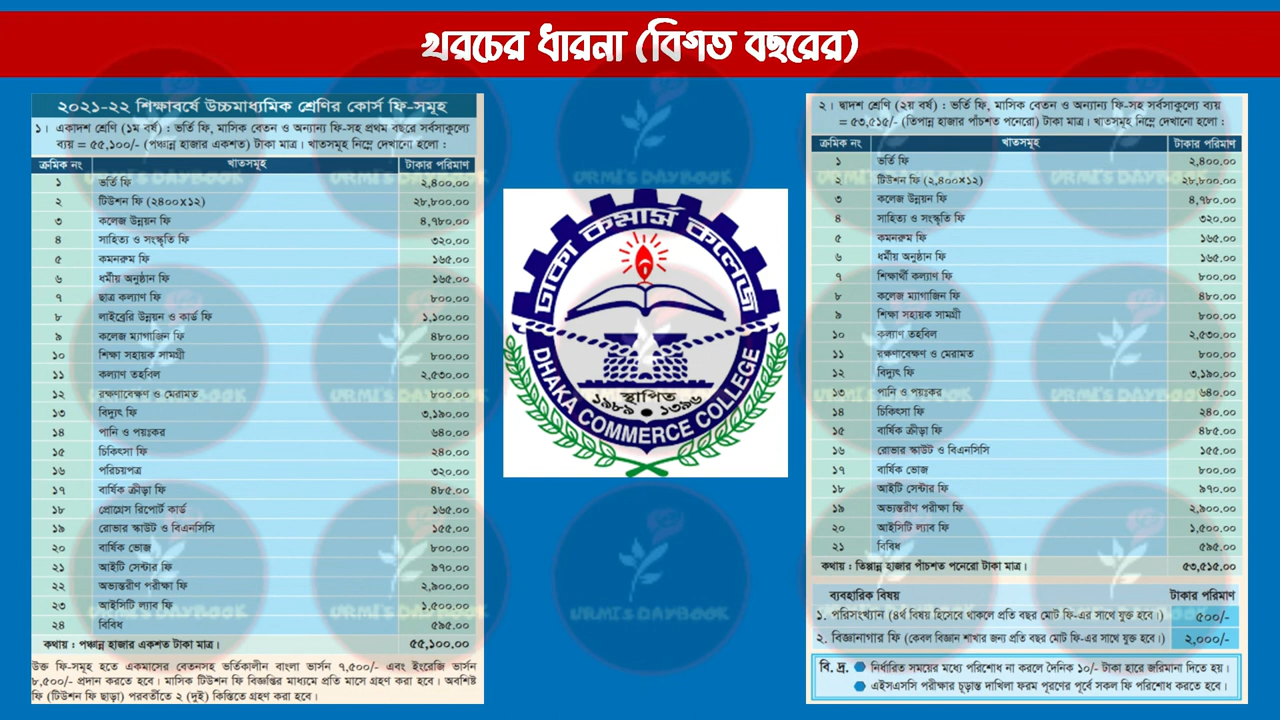 খরচের ধারনা (বিগত বছরের)
২০২১-২২ শিক্ষাবর্ষে উচ্চমাধ্যমিক শ্রেণির কোর্স ফি-সমূহ
১। একাদশ শ্রেণি (১ম বর্ষ) : ভর্তি ফি, মাসিক বেতন ও অন্যান্য ফি-সহ প্রথম বছরে সর্বসাকুল্যে
ব্যয় = ৫৫,১০০/- (পঞ্চান্ন হাজার একশত) টাকা মাত্র। খাতসমূহ নিম্নে দেখানো হলো :
ক্রমিক নং খাতসমূহ টাকার পরিমাণ
১ ভর্তি ফি ২,৪০০.০০
২ টিউশন ফি (২৪০০X১২) ২৮,৮০০.০০
৩ কলেজ উন্নয়ন ফি ৪,৭৮০.০০
৪ সাহিত্য ও সংস্কৃতি ফি ৩২০.০০
৫ কমনরুম ফি ১৬৫.০০
৬ ধর্মীয় অনুষ্ঠান ফি ১৬৫.০০
৭ ছাত্র কল্যাণ ফি ৮০০.০০
৮ লাইব্রেরি উন্নয়ন ও কার্ড ফি ১,১০০.০০
৯ কলেজ ম্যাগাজিন ফি ৪৮০.০০
১০ শিক্ষা সহায়ক সামগ্রী ৮০০.০০
১১ কল্যাণ তহবিল ২,৫৩০.০০
১২ রক্ষণাবেক্ষণ ও মেরামত ৮০০.০০
১৩ বিদ্যুৎ ফি ৩,১৯০.০০
১৪ পানি ও পয়ঃকর ৬৪০.০০
১৫ চিকিৎসা ফি ২৪০.০০
১৬ পরিচয়পত্র ৩২০.০০
১৭ বার্ষিক ক্রীড়া ফি ৪৮৫.০০
১৮ প্রোগ্রেস রিপোর্ট কার্ড ১৬৫.০০
১৯ রোভার স্কাউট ও বিএনসিসি ১৫৫.০০
২০ বার্ষিক ভোজ ৮০০.০০
২১ আইটি সেন্টার ফি ৯৭০.০০
২২ অভ্যন্তরীণ পরীক্ষা ফি ২,৯০০.০০
২৩ আইসিটি ল্যাব ফি ১,৫০০.০০
২৪ বিবিধ ৫৯৫.০০
কথায় : পঞ্চান্ন হাজার একশত টাকা মাত্র। ৫৫,১০০.০০
উক্ত ফি-সমূহ হতে একমাসের বেতনসহ ভর্তিকালীন বাংলা ভার্সন ৭,৫০০/- এবং ইংরেজি ভার্সন
৮,৫০০/- প্রদান করতে হবে। মাসিক টিউশন ফি বিজ্ঞপ্তির মাধ্যমে প্রতি মাসে গ্রহণ করা হবে। অবশিষ্ট
ফি (টিউশন ফি ছাড়া) পরবর্তীতে ২ (দুই) কিস্তিতে গ্রহণ করা হবে।
ঢাকা কমার্স কলেজ
স্থাপিত
১৯৮৯ ● ১৩৯৬
DHAKA COMMERCE COLLEGE
২। দ্বাদশ শ্রেণি (২য় বর্ষ) : ভর্তি ফি, মাসিক বেতন ও অন্যান্য ফি-সহ সর্বসাকুল্যে ব্যয়
= ৫৩,৫১৫/- (তিপান্ন হাজার পাঁচশত পনেরো) টাকা মাত্র। খাতসমূহ নিম্নে দেখানো হলো :
ক্রমিক নং খাতসমূহ টাকার পরিমাণ
১ ভর্তি ফি ২,৪০০.০০
২ টিউশন ফি (২,৪০০×১২) ২৮,৮০০.০০
৩ কলেজ উন্নয়ন ফি ৪,৭৮০.০০
৪ সাহিত্য ও সংস্কৃতি ফি ৩২০.০০
৫ কমনরুম ফি ১৬৫.০০
৬ ধর্মীয় অনুষ্ঠান ফি ১৬৫.০০
৭ শিক্ষার্থী কল্যাণ ফি ৮০০.০০
৮ কলেজ ম্যাগাজিন ফি ৪৮০.০০
৯ শিক্ষা সহায়ক সামগ্রী ৮০০.০০
১০ কল্যাণ তহবিল ২,৫৩০.০০
১১ রক্ষণাবেক্ষণ ও মেরামত ৮০০.০০
১২ বিদ্যুৎ ফি ৩,১৯০.০০
১৩ পানি ও পয়ঃকর ৬৪০.০০
১৪ চিকিৎসা ফি ২৪০.০০
১৫ বার্ষিক ক্রীড়া ফি ৪৮৫.০০
১৬ রোভার স্কাউট ও বিএনসিসি ১৫৫.০০
১৭ বার্ষিক ভোজ ৮০০.০০
১৮ আইটি সেন্টার ফি ৯৭০.০০
১৯ অভ্যন্তরীণ পরীক্ষা ফি ২,৯০০.০০
২০ আইসিটি ল্যাব ফি ১,৫০০.০০
২১ বিবিধ ৫৯৫.০০
কথায় : তিপ্পান্ন হাজার পাঁচশত পনেরো টাকা মাত্র। ৫৩,৫১৫.০০
ব্যবহারিক বিষয় টাকার পরিমাণ
১. পরিসংখ্যান (৪র্থ বিষয় হিসেবে থাকলে প্রতি বছর মোট ফি-এর সাথে যুক্ত হবে।) ৫০০/-
২. বিজ্ঞানাগার ফি (কেবল বিজ্ঞান শাখার জন্য প্রতি বছর মোট ফি-এর সাথে যুক্ত হবে।) ২,০০০/-
বি. দ্র. নির্ধারিত সময়ের মধ্যে পরিশোধ না করলে দৈনিক ১০/- টাকা হারে জরিমানা দিতে হয়।
এইসএসসি পরীক্ষার চূড়ান্ত দাখিলা ফরম পূরণের পূর্বে সকল ফি পরিশোধ করতে হবে।
URMI's DAYBOOK